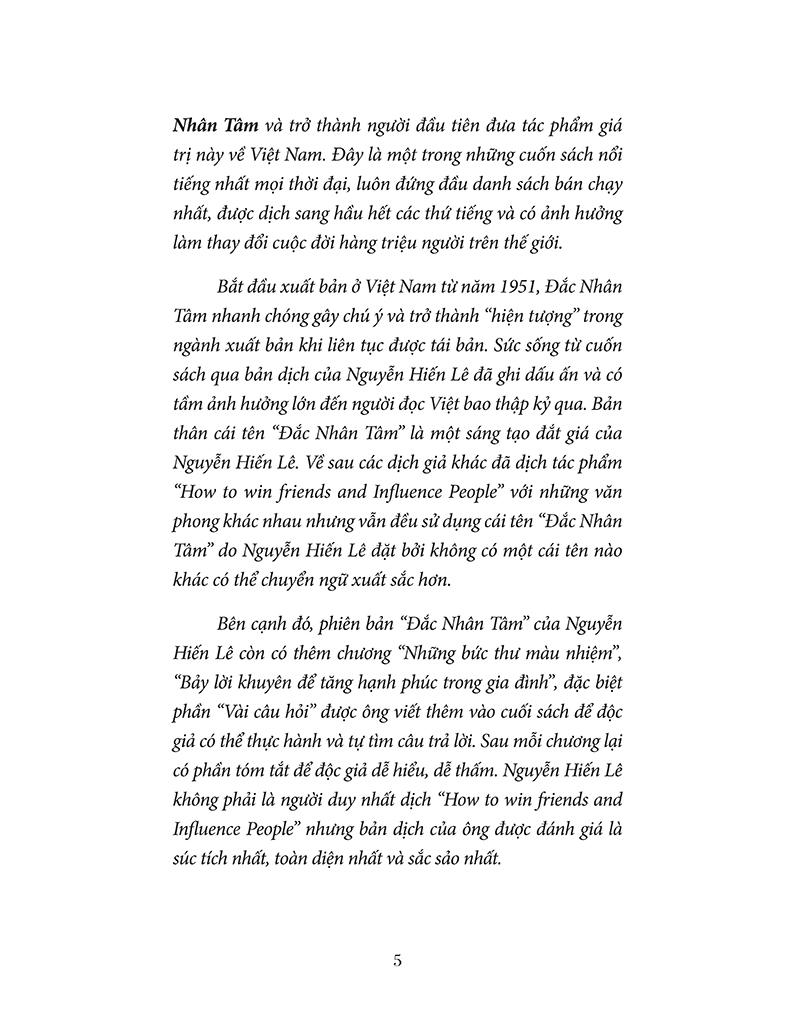 Nhân Tâm và trở thành người đầu tiên đưa tác phẩm giá
trị này về Việt Nam. Đây là một trong những cuốn sách nổi
tiếng nhất mọi thời đại, luôn đứng đầu danh sách bán chạy
nhất, được dịch sang hầu hết các thứ tiếng và có ảnh hưởng
làm thay đổi cuộc đời hàng triệu người trên thế giới.
Bắt đầu xuất bản ở Việt Nam từ năm 1951, Đắc Nhân
Tâm nhanh chóng gây chú ý và trở thành “hiện tượng” trong
ngành xuất bản khi liên tục được tái bản. Sức sống từ cuốn
sách qua bản dịch của Nguyễn Hiến Lê đã ghi dấu ấn và có
tầm ảnh hưởng lớn đến người đọc Việt bao thập kỷ qua. Bản
thân cái tên “Đắc Nhân Tâm” là một sáng tạo đắt giá của
Nguyễn Hiến Lê. Về sau các dịch giả khác đã dịch tác phẩm
“How to win friends and Influence People” với những văn
phong khác nhau nhưng vẫn đều sử dụng cái tên “Đắc Nhân
Tâm” do Nguyễn Hiến Lê đặt bởi không có một cái tên nào
khác có thể chuyển ngữ xuất sắc hơn.
Bên cạnh đó, phiên bản “Đắc Nhân Tâm” của Nguyễn
Hiến Lê còn có thêm chương “Những bức thư màu nhiệm”,
“Bảy lời khuyên để tăng hạnh phúc trong gia đình”, đặc biệt
phần “Vài câu hỏi” được ông viết thêm vào cuối sách để độc
giả có thể thực hành và tự tìm câu trả lời. Sau mỗi chương lại
có phần tóm tắt để độc giả dễ hiểu, dễ thấm. Nguyễn Hiến Lê
không phải là người duy nhất dịch “How to win friends and
Influence People” nhưng bản dịch của ông được đánh giá là
súc tích nhất, toàn diện nhất và sắc sảo nhất.
5